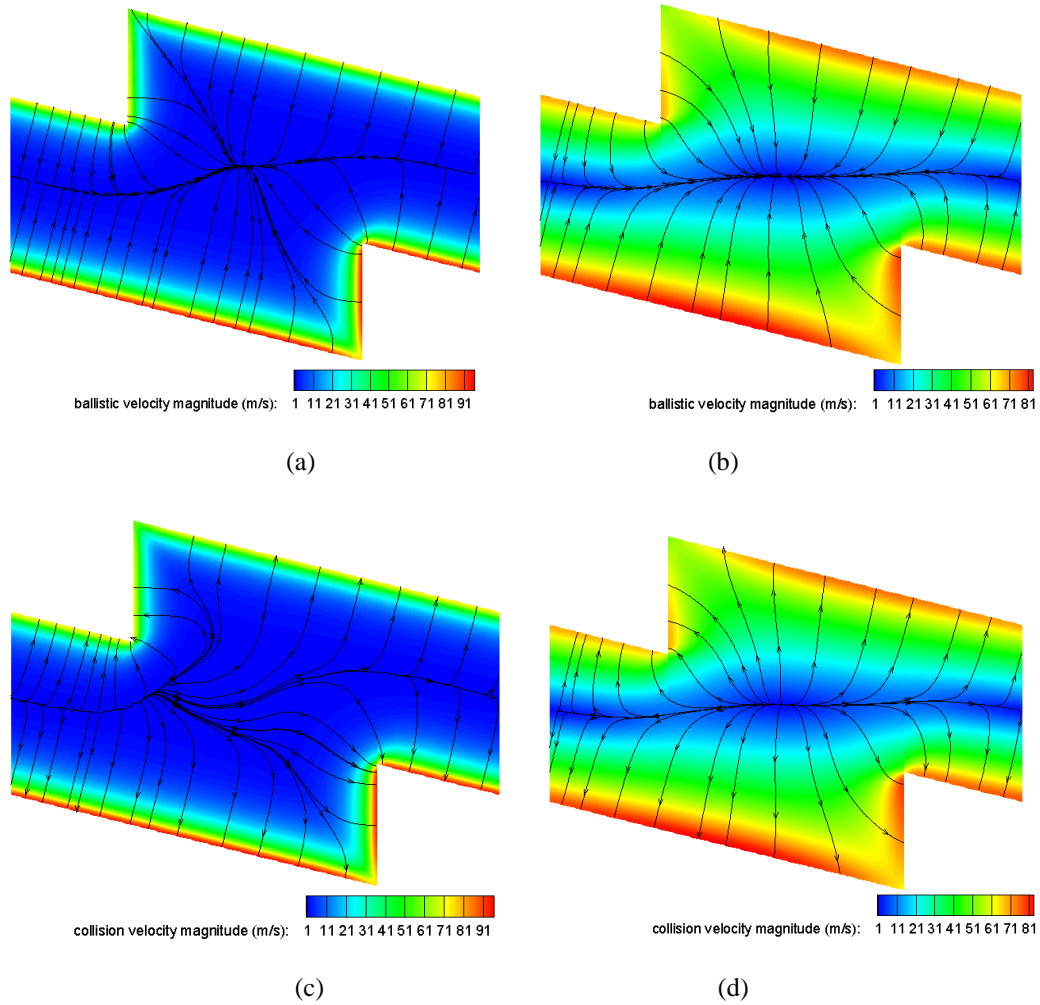 ballistic velocity magnitude (m/s): 1 11 21 31 41 51 61 71 81 91
ballistic velocity magnitude (m/s): 1 11 21 31 41 51 61 71 81
(a)
(b)
collision velocity magnitude (m/s): 1 11 21 31 41 51 61 71 81 91
collision velocity magnitude (m/s): 1 11 21 31 41 51 61 71 81
(c)
(d)